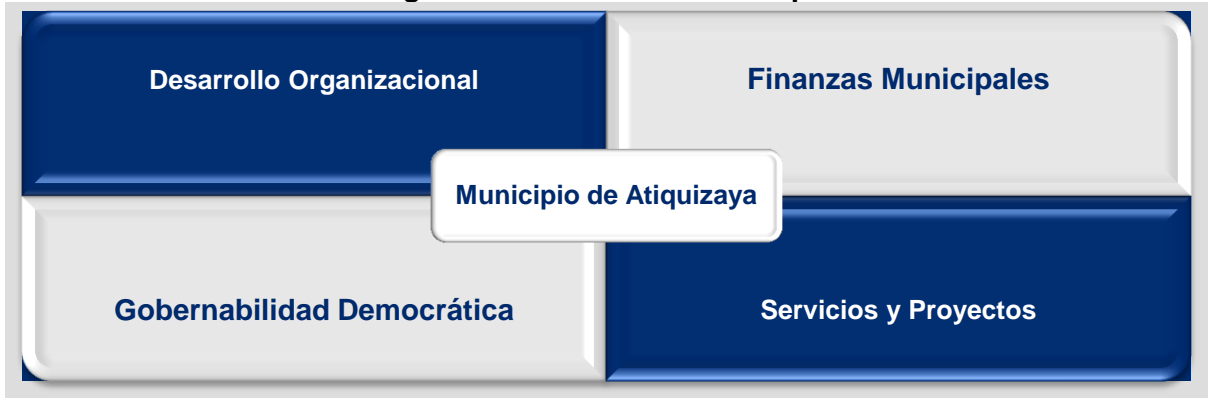 Desarrollo Organizacional
Finanzas Municipales
Municipio de Atiquizaya
Gobernabilidad Democrática
Servicios y Proyectos